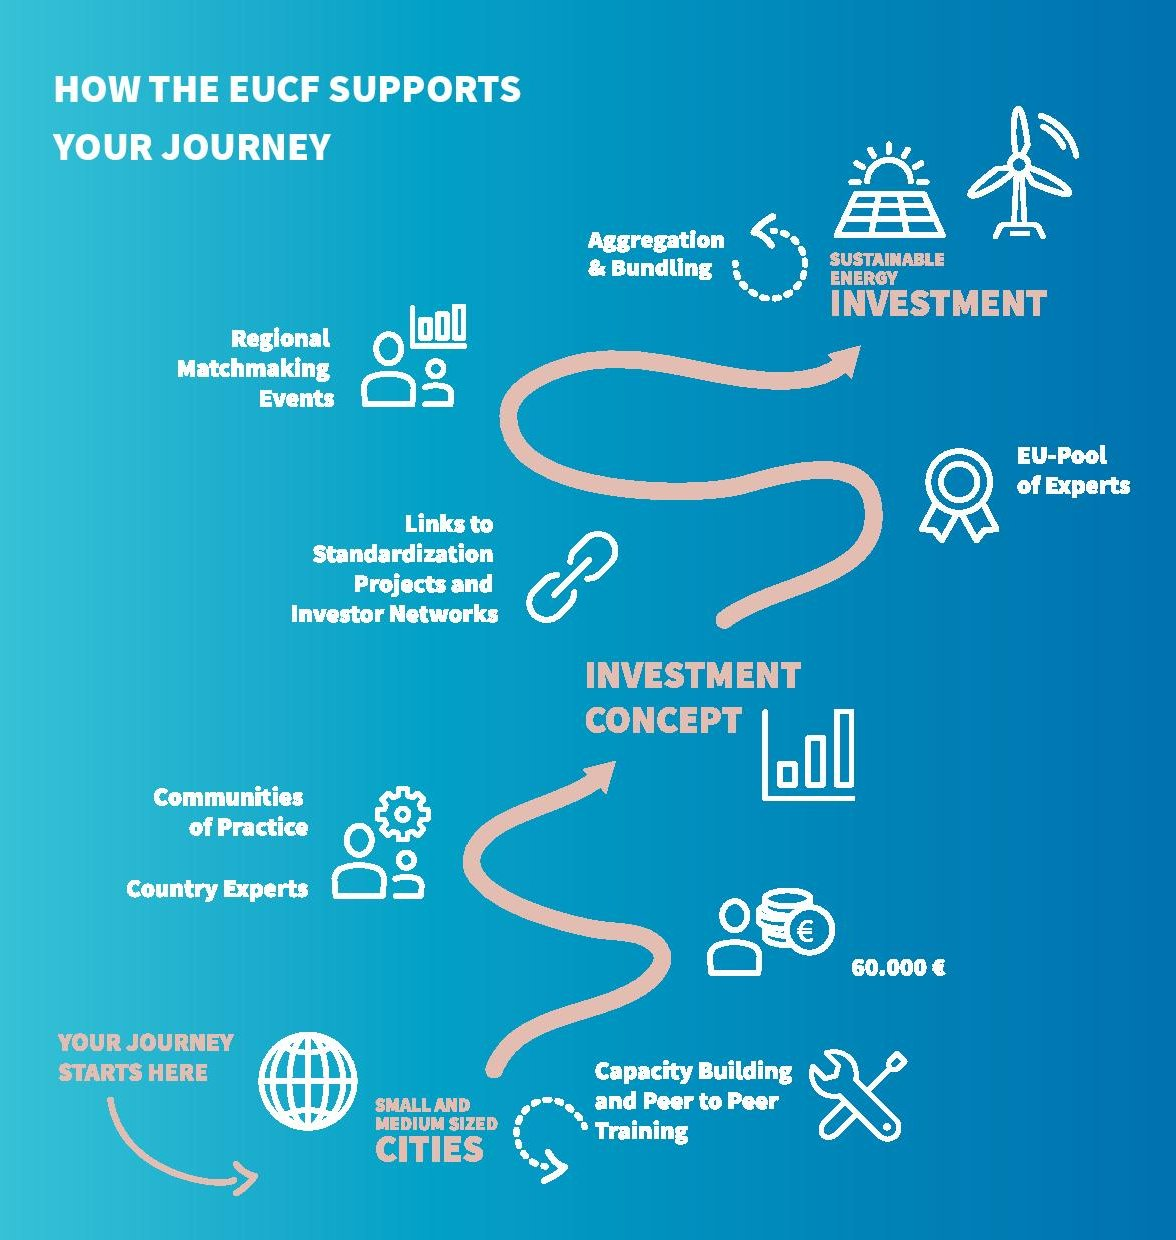 HOW THE EUCF SUPPORTS
YOUR JOURNEY
Aggregation
& Bundling
SUSTAINABLE
ENERGY
INVESTMENT
Regional
Matchmaking
Events
EU-Pool
of Experts
Links to
Standardization
Projects and
Investor Networks
INVESTMENT
CONCEPT
Communities
of Practice
Country Experts
€
60.000 €
YOUR JOURNEY
STARTS HERE
SMALL AND
MEDIUM SIZED
CITIES
Capacity Building
and Peer to Peer
Training